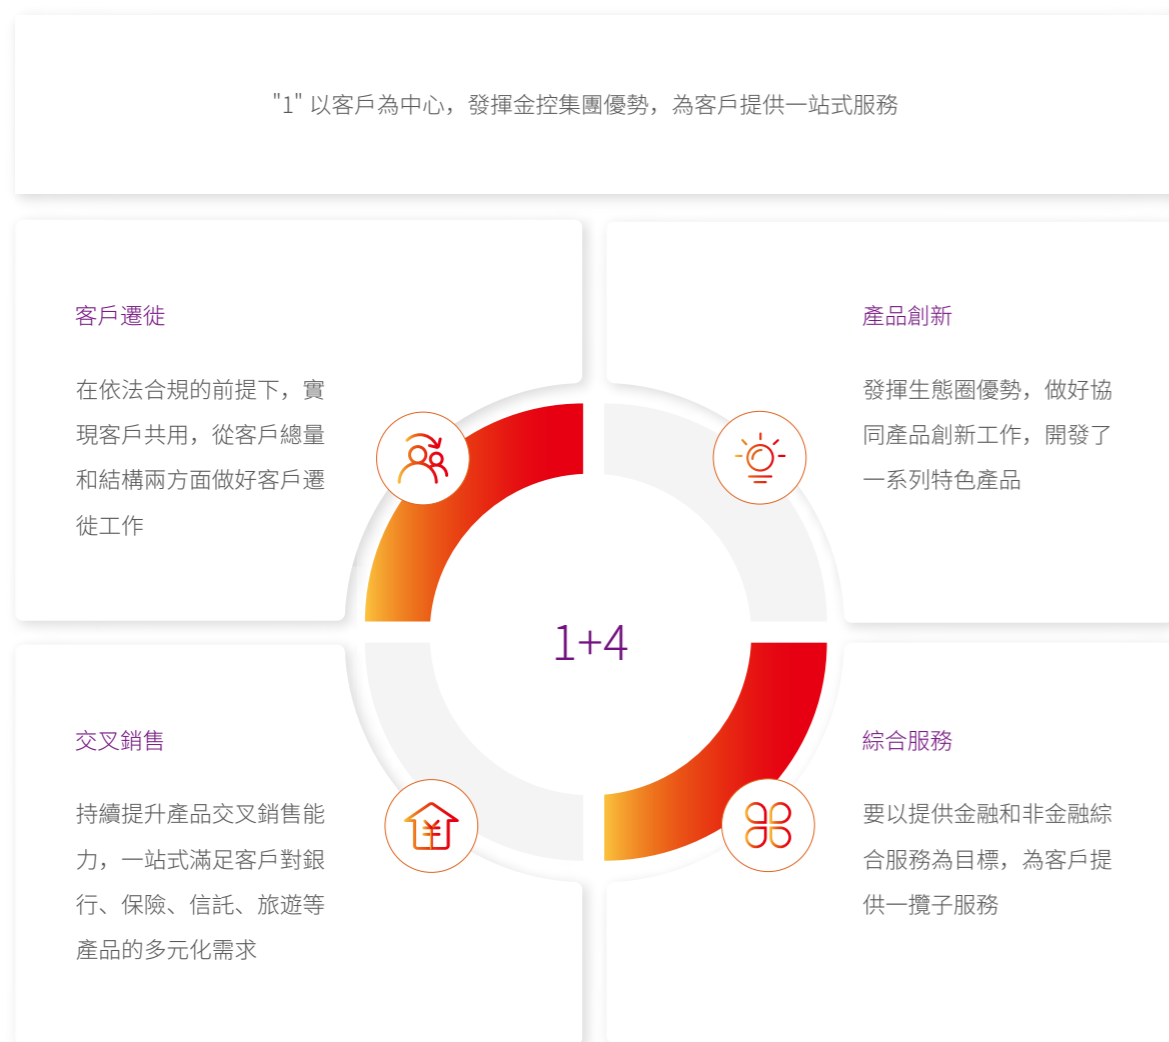 "1" 以客戶為中心，發揮金控集團優勢，為客戶提供一站式服務
客戶遷徙
在依法合規的前提下，實
現客戶共用，從客戶總量
和結構兩方面做好客戶遷
徙工作
產品創新
發揮生態圈優勢，做好協
同產品創新工作，開發了
一系列特色產品
1+4
交叉銷售
持續提升產品交叉銷售能
力，一站式滿足客戶對銀
行、保險、信託、旅遊等
產品的多元化需求
綜合服務
要以提供金融和非金融綜
合服務為目標，為客戶提
供一攬子服務